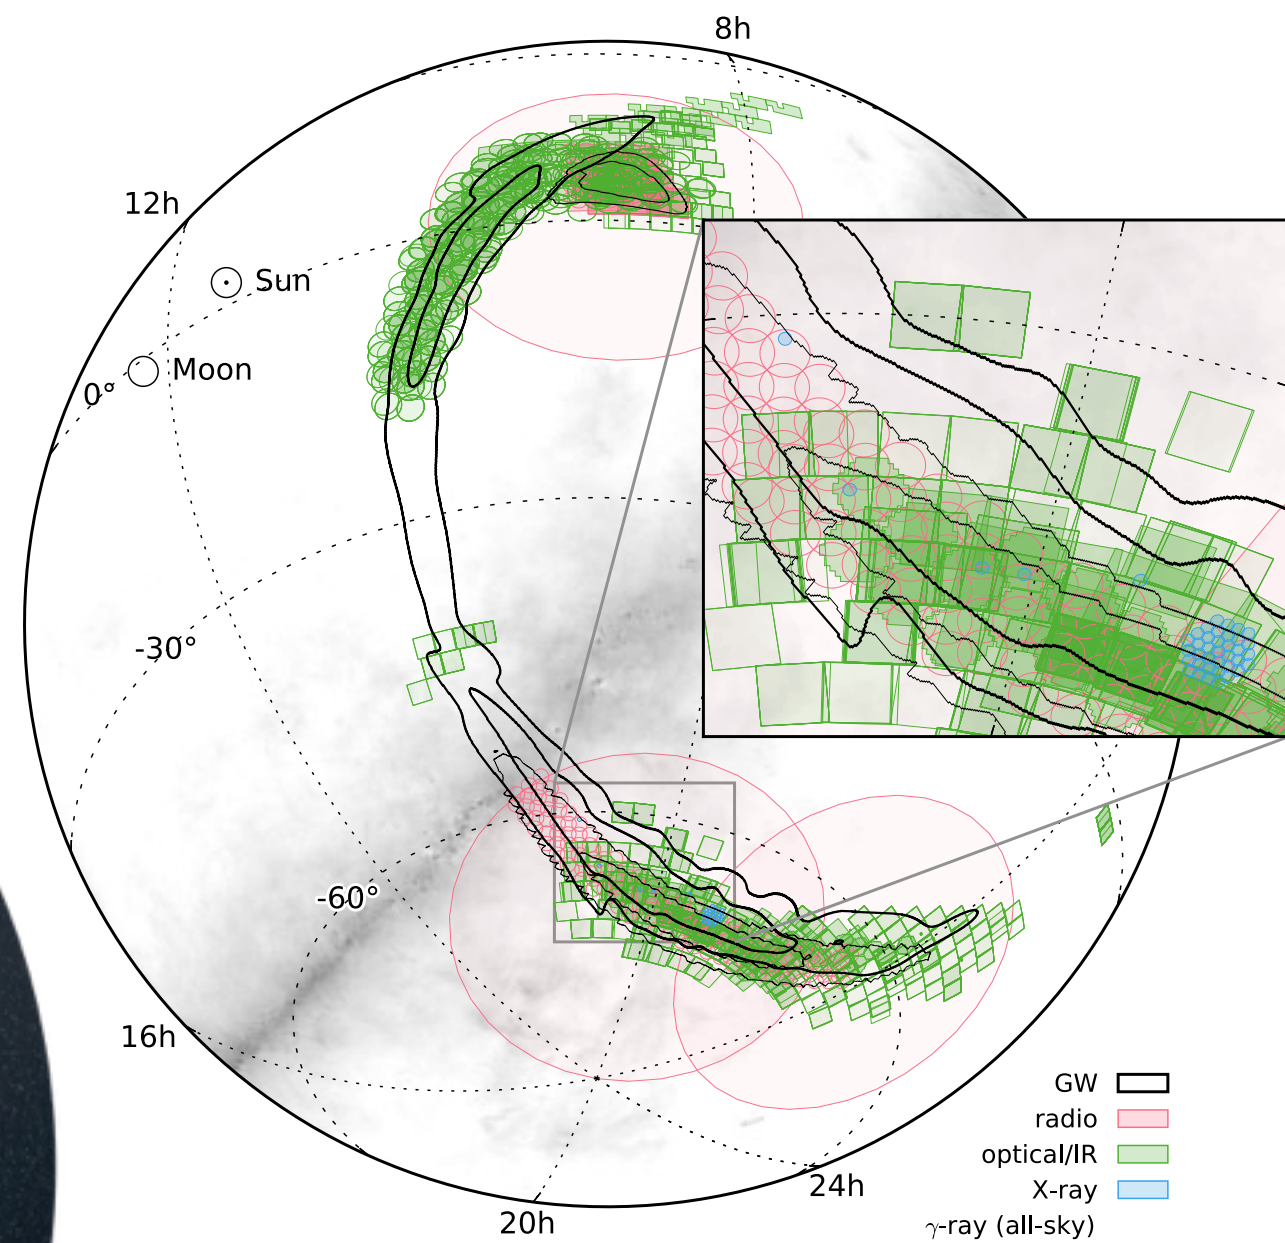 8h
12h
Sun
Moon
0°
-30°
-60°
16h
20h
24h
GW
radio
optical/IR
X-ray
γ-ray (all-sky)